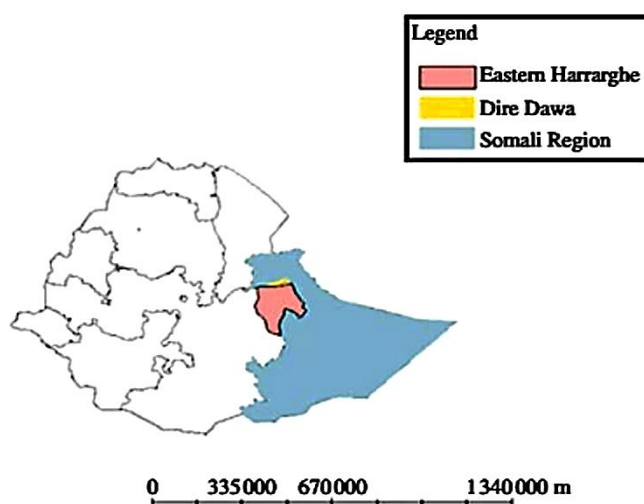 Legend
Eastern Harrarghe
Dire Dawa
Somali Region
0 335000 670000 1340000 m